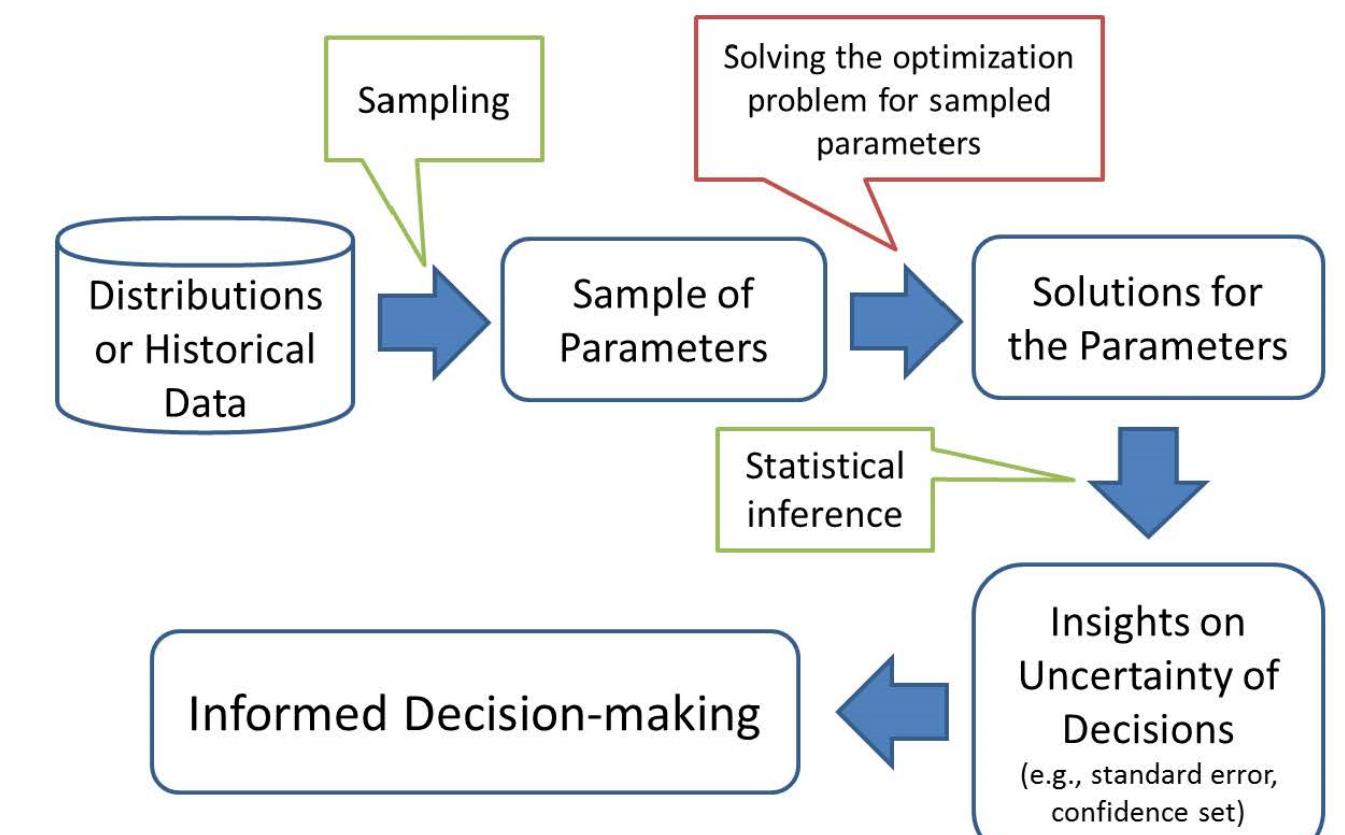 Sampling
Solving the optimization
problem for sampled
parameters
Distributions
or Historical
Data
Sample of
Parameters
Solutions for
the Parameters
Statistical
inference
Insights on
Uncertainty of
Decisions
(e.g., standard error,
confidence set)
Informed Decision-making